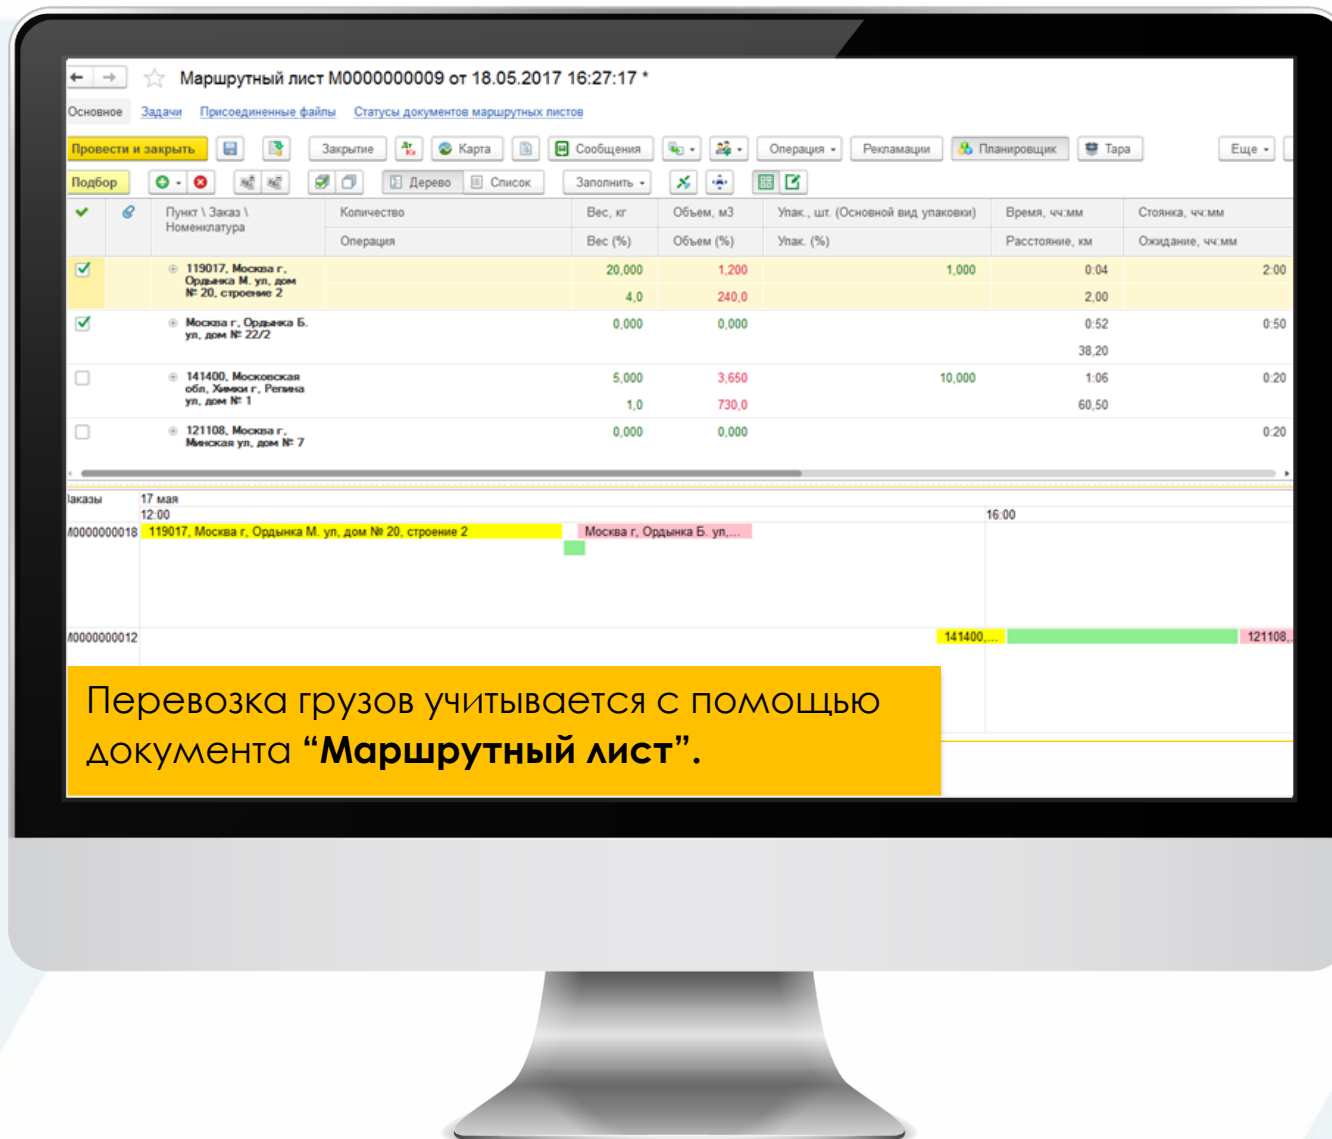 Маршрутный лист М0000000009 от 18.05.2017 16:27:17 *
Основное Задачи Присоединенные файлы Статусы документов маршрутных листов
Провести и закрыть Закрытие Карта Сообщения Операция Рекламации Планировщик Тара Еще
Подбор Дерево Список Заполнить
Пункт \ Заказ \ Количество Вес, кг Объем, м3 Упак., шт. (Основной вид упаковки) Время, чч:мм Стоянка, чч:мм
Номенклатура
Операция Вес (%) Объем (%) Упак. (%) Расстояние, км Ожидание, чч:мм
119017, Москва г, 20,000 1,200 1,000 0:04 2:00
Ордынка М. ул, дом
№ 20, строение 2 4,0 240,0 2,00
Москва г, Ордынка Б. 0,000 0,000 0:52 0:50
ул, дом № 22/2
38,20
141400, Московская 5,000 3,650 10,000 1:06 0:20
обл, Химки г, Репина
ул, дом № 1 1,0 730,0 60,50
121108, Москва г, 0,000 0,000 0:20
Минская ул, дом № 7
Заказы 17 мая
12:00 16:00
М0000000018 119017, Москва г, Ордынка М. ул, дом № 20, строение 2 Москва г, Ордынка Б. ул,...
М0000000012 141400,... 121108,
Перевозка грузов учитывается с помощью
документа “Маршрутный лист”.